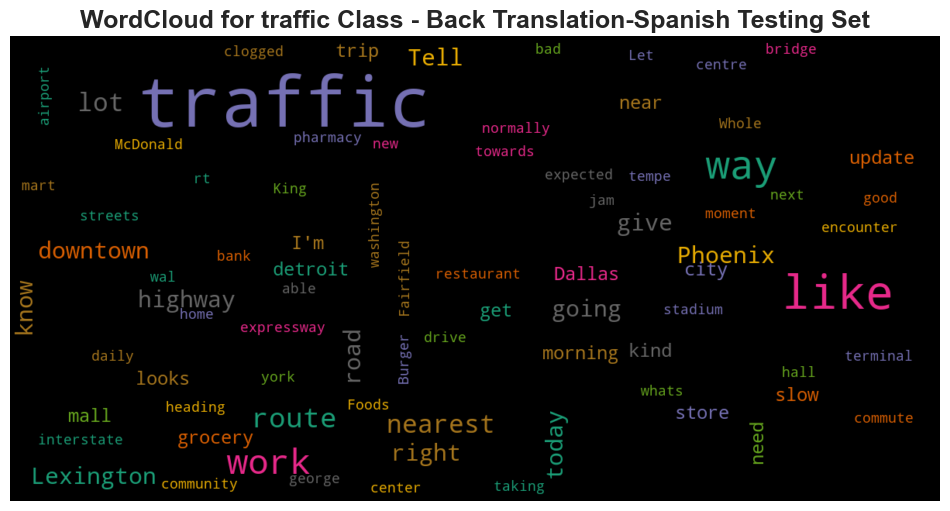 WordCloud for traffic Class - Back Translation-Spanish Testing Set
clogged
trip
Tell
bad
Let
bridge
centre
airport
lot
traffic
near
Whole
normally
pharmacy
new
McDonald
towards
way
update
mart
rt
King
washington
expected
tempe
jam
next
good
streets
moment
give
encounter
downtown
bank
I'm
Fairfield
Phoenix
wal
detroit
restaurant
Dallas
city
like
know
highway
able
home
get
going
stadium
expressway
road
Burger
drive
morning
kind
terminal
daily
looks
york
whats
hall
slow
mall
heading
Foods
route
nearest
today
store
need
commute
interstate
grocery
right
work
Lexington
community
george
center
taking